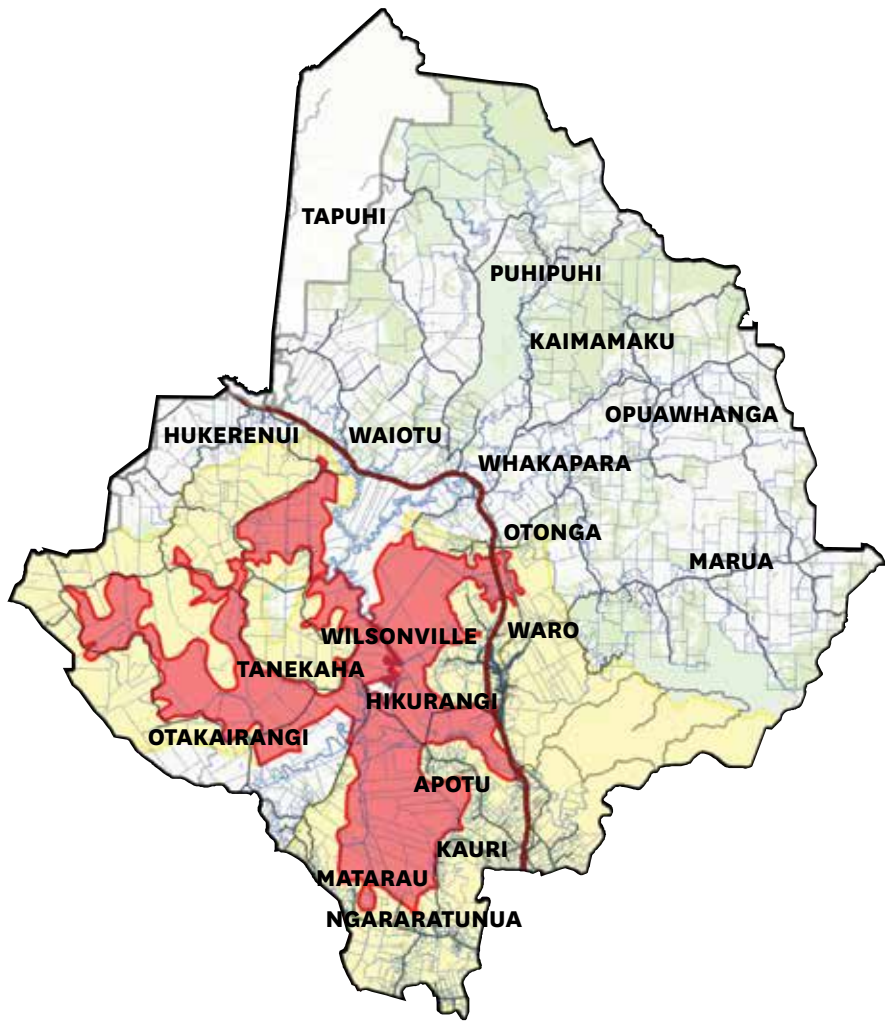 TAPUHI
PUHIPUHI
KAIMAMAKU
OPUAWHANGA
HUKERENUI
WAIOTU
WHAKAPARA
OTONGA
MARUA
WILSONVILLE
WARO
TANEKAHA
HIKURANGI
OTAKAIRANGI
APOTU
KAURI
MATARAU
NGARARATUNUA